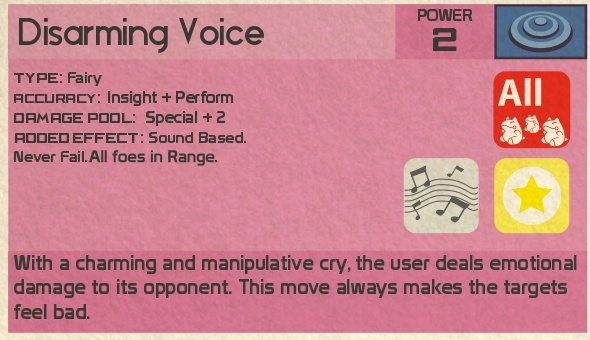 Disarming Voice
POWER
2
TYPE: Fairy
ACCURACY: Insight + Perform
DAMAGE POOL: Special + 2
ADDED EFFECT: Sound Based.
Never Fail.All foes in Range.
All
With a charming and manipulative cry, the user deals emotional
damage to its opponent. This move always makes the targets
feel bad.